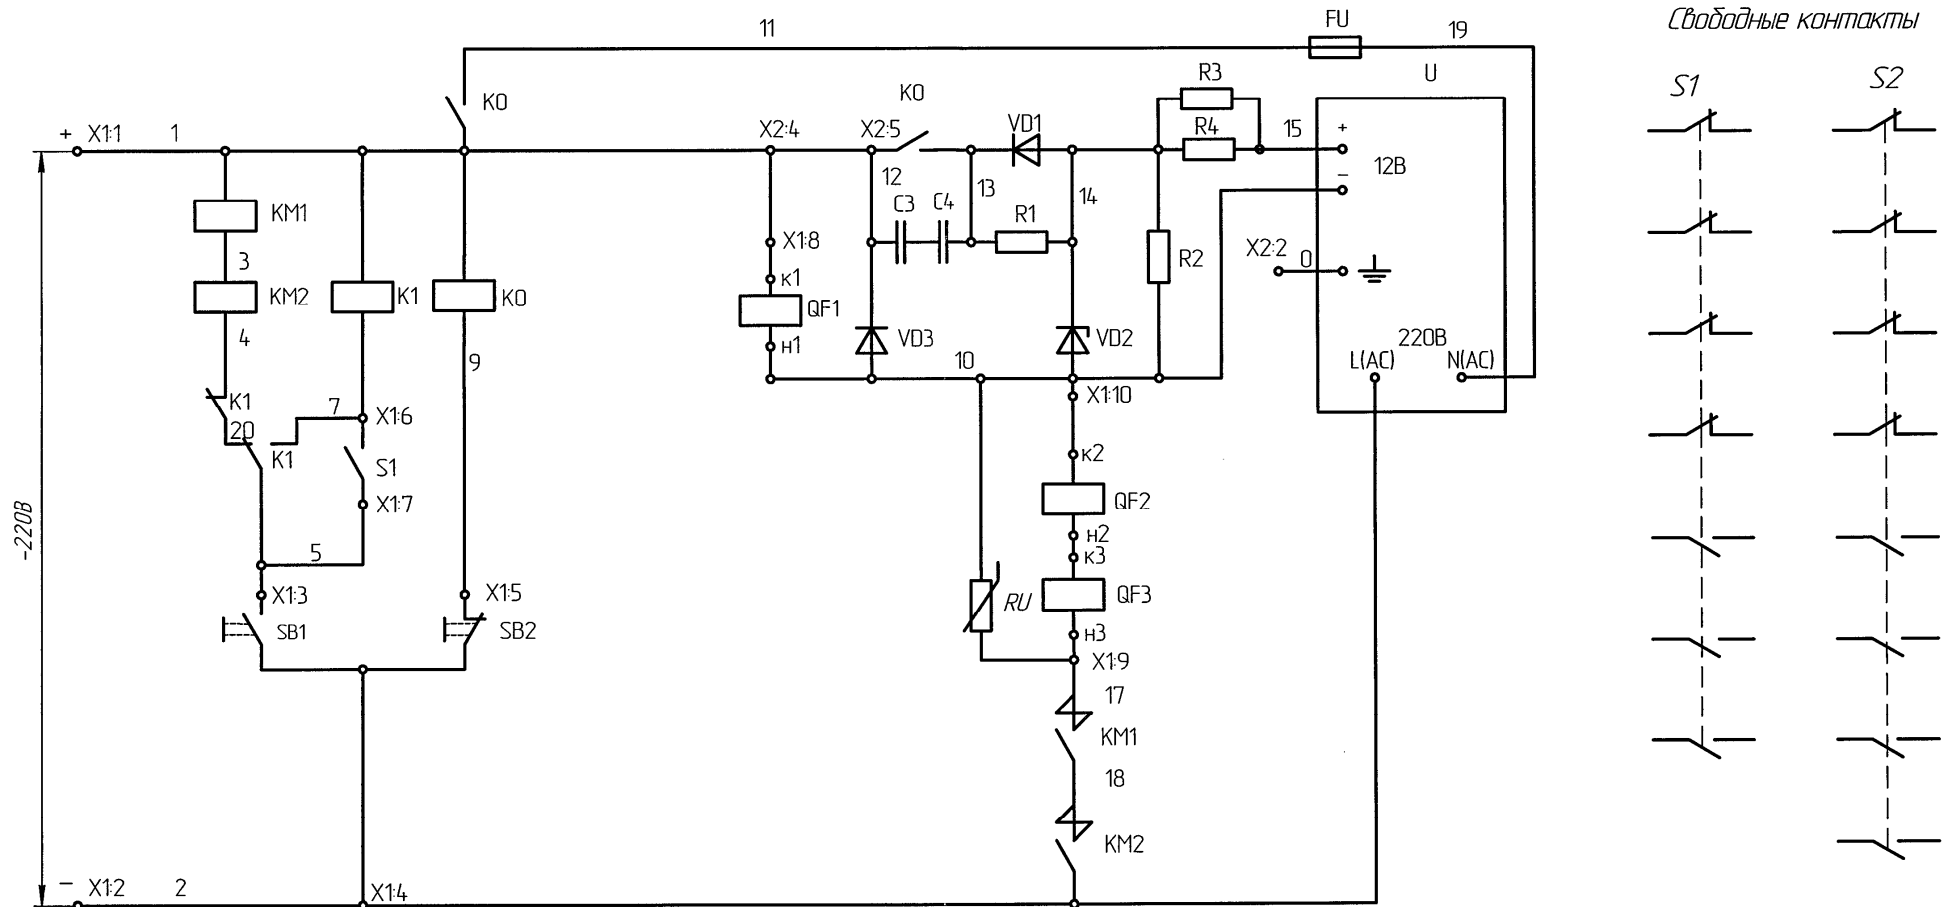 Свободные контакты
11
FU
19
S1
S2
R3
U
K0
K0
+ X1:1 1
X2:4
X2:5
VD1
R4
15
+
12В
−
12
13
14
KM1
C3
C4
R1
X1:8
R2
X2:2
0
3
к1
KM2
K1
K0
QF1
4
н1
VD3
VD2
220В
9
10
L(AC)
N(AC)
X1:10
K1
7
X1:6
20
K1
S1
к2
X1:7
QF2
-220В
н2
5
к3
X1:3
X1:5
RU
QF3
SB1
SB2
н3
X1:9
17
KM1
18
KM2
− X1:2 2
X1:4